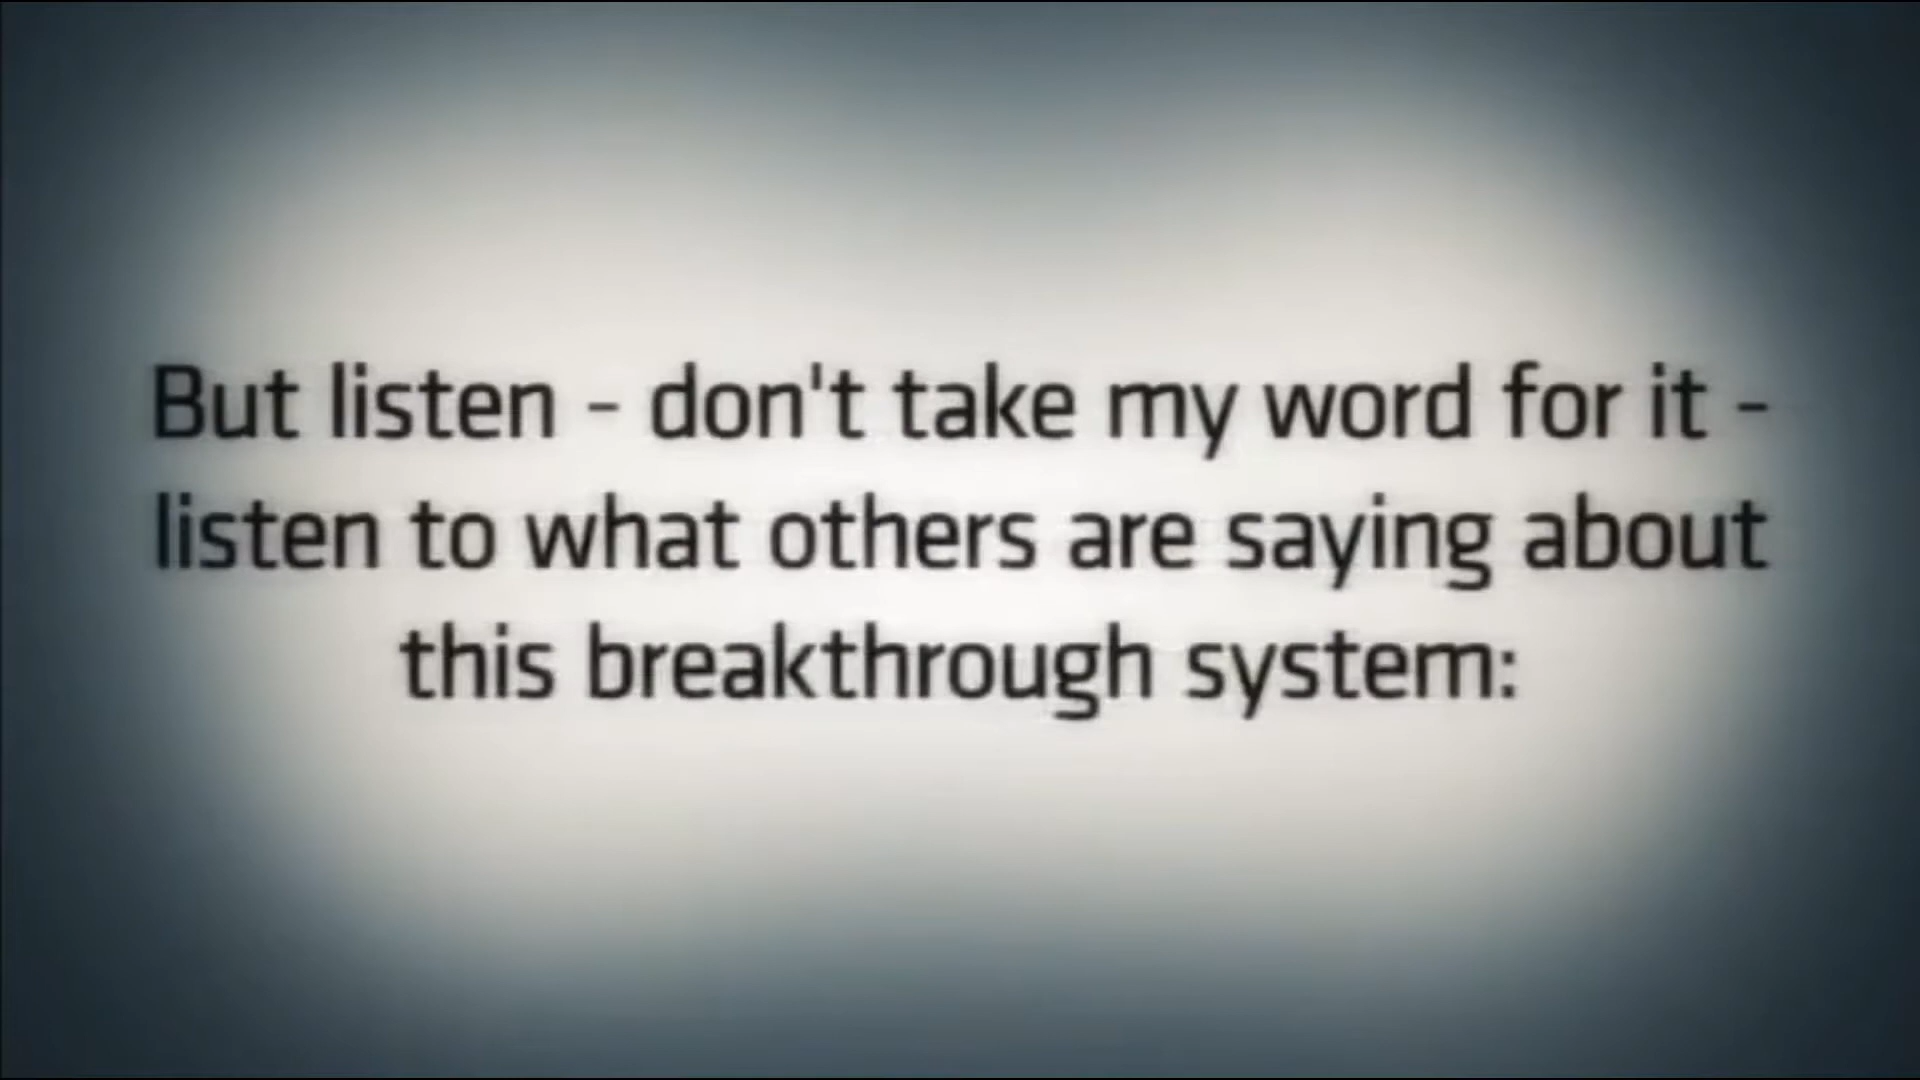 But listen - don't take my word for it -
listen to what others are saying about
this breakthrough system: